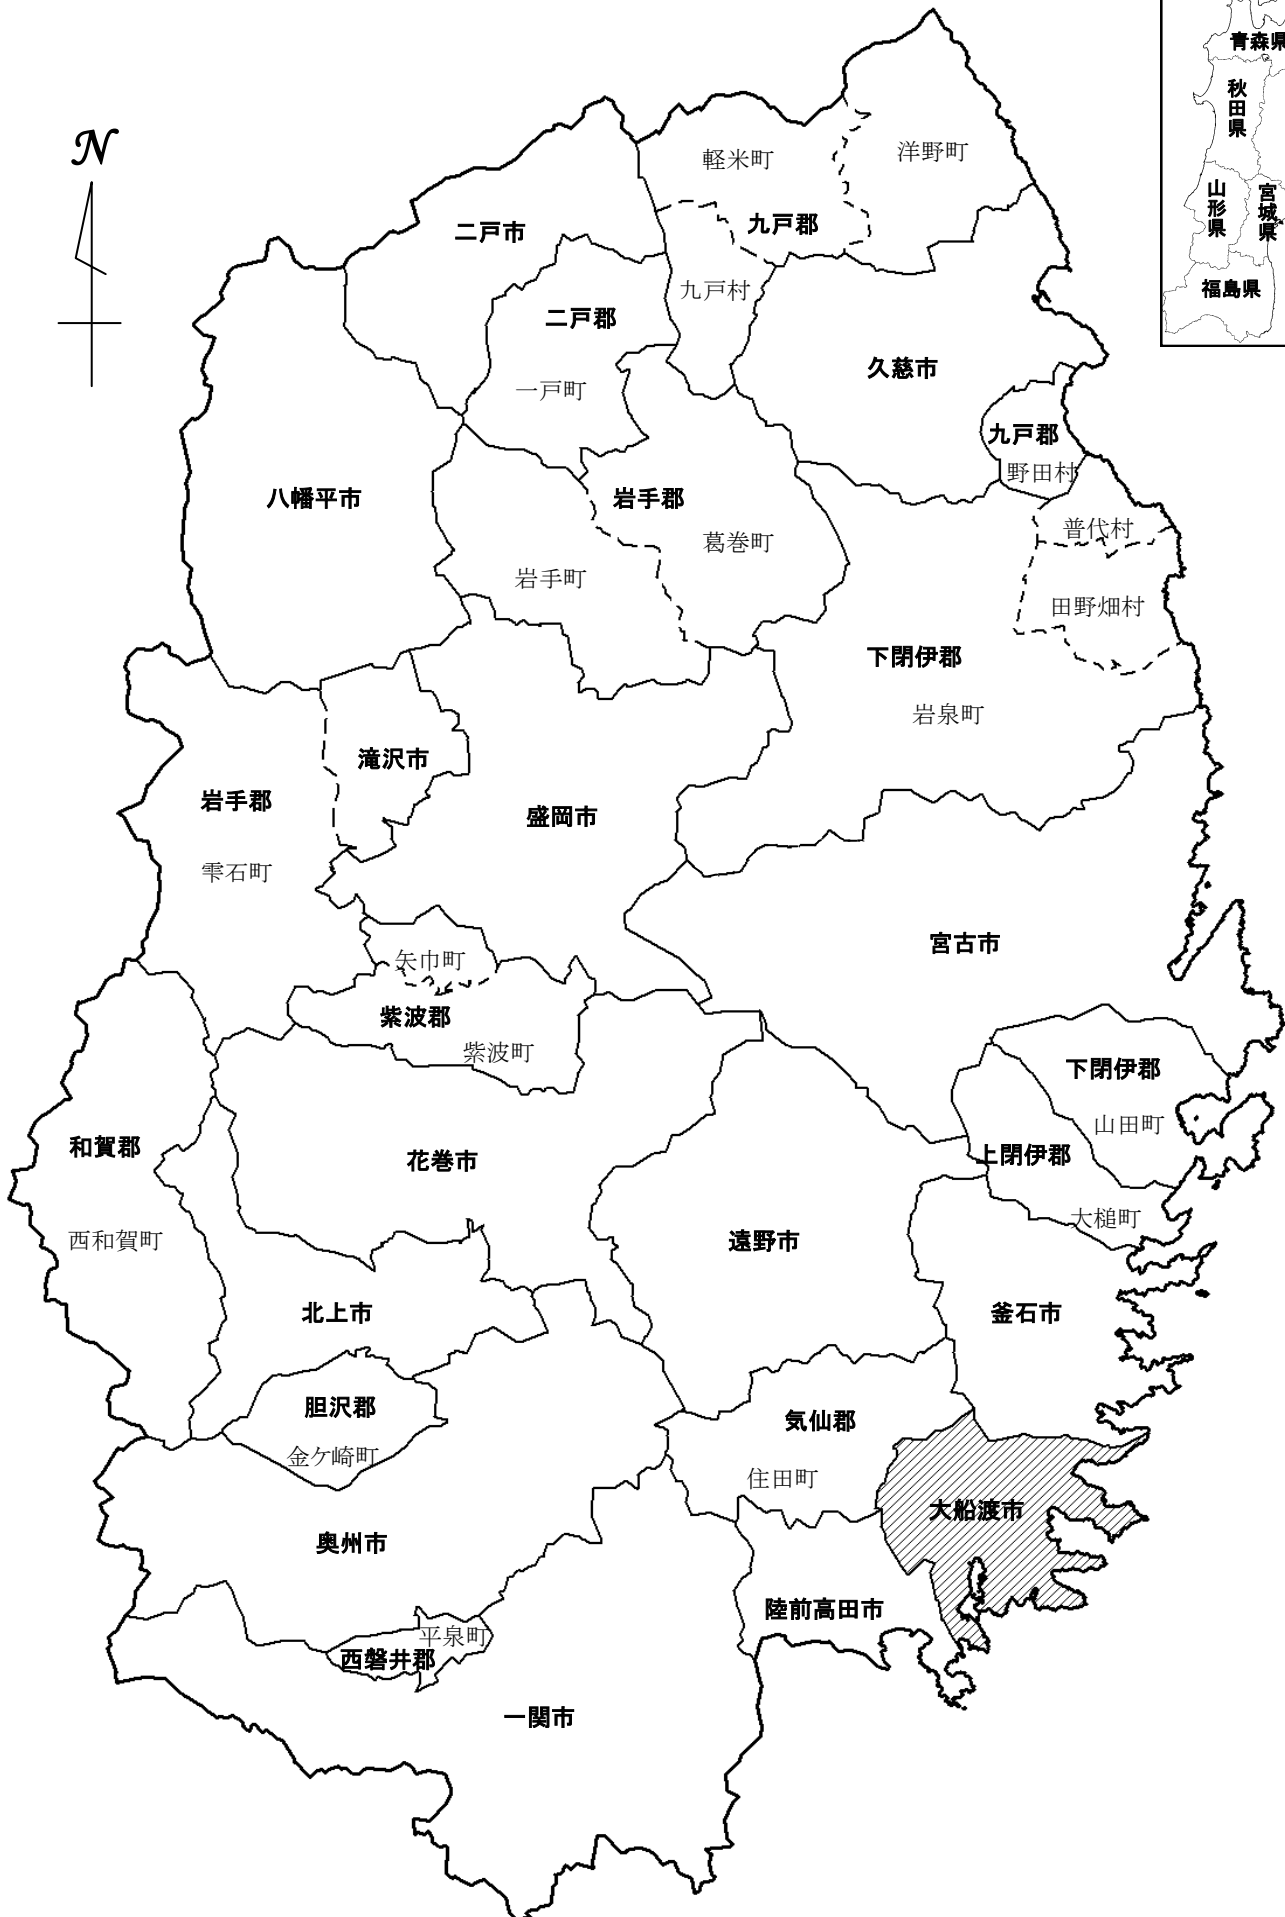 N
青森県
秋田県
山形県
宮城県
福島県
軽米町
洋野町
二戸市
九戸郡
九戸村
二戸郡
一戸町
久慈市
九戸郡
野田村
八幡平市
岩手郡
葛巻町
岩手町
普代村
田野畑村
下閉伊郡
岩泉町
滝沢市
岩手郡
雫石町
盛岡市
宮古市
矢巾町
紫波郡
紫波町
下閉伊郡
山田町
上閉伊郡
大槌町
和賀郡
西和賀町
花巻市
遠野市
北上市
釜石市
胆沢郡
金ケ崎町
気仙郡
住田町
大船渡市
奥州市
陸前高田市
平泉町
西磐井郡
一関市